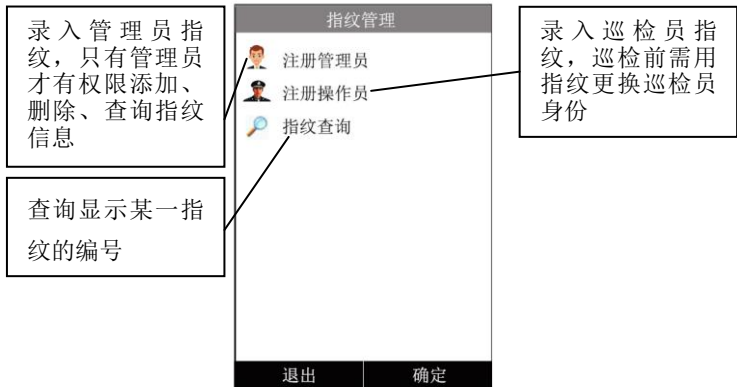 录入管理员指
纹，只有管理员
才有权限添加、
删除、查询指纹
信息
查询显示某一指
纹的编号
指纹管理
注册管理员
注册操作员
指纹查询
退出 确定
录入巡检员指
纹，巡检前需用
指纹更换巡检员
身份